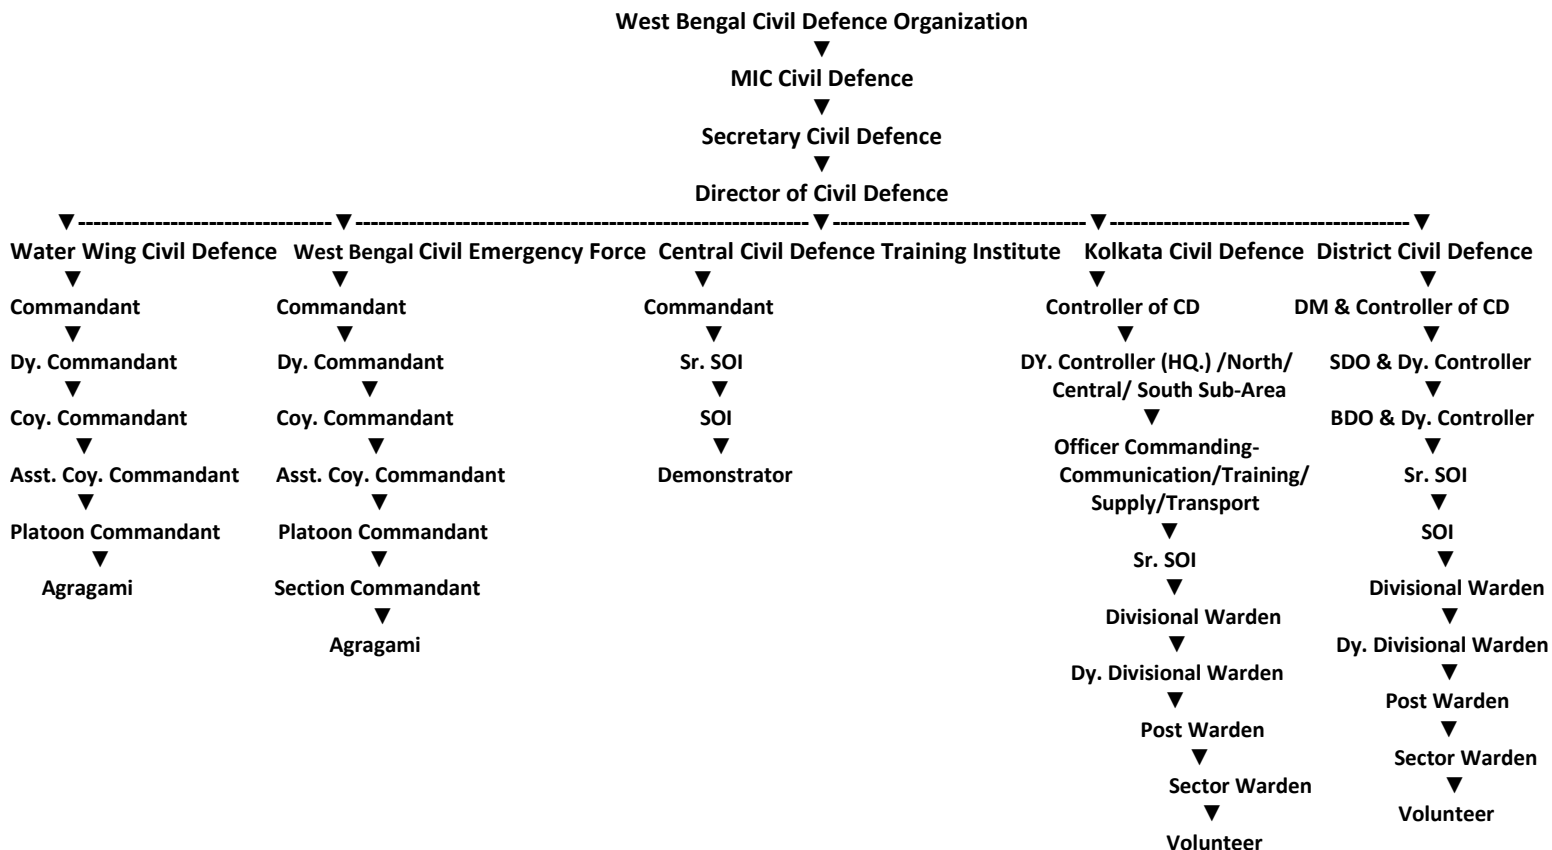 West Bengal Civil Defence Organization
MIC Civil Defence
Secretary Civil Defence
Director of Civil Defence
Water Wing Civil Defence West Bengal Civil Emergency Force Central Civil Defence Training Institute Kolkata Civil Defence District Civil Defence
Commandant Commandant Commandant Controller of CD DM & Controller of CD
Dy. Commandant Dy. Commandant Sr. SOI DY. Controller (HQ.) /North/ SDO & Dy. Controller
Central/ South Sub-Area
Coy. Commandant Coy. Commandant SOI BDO & Dy. Controller
Officer Commanding-
Asst. Coy. Commandant Asst. Coy. Commandant Demonstrator Communication/Training/ Sr. SOI
Supply/Transport
Platoon Commandant Platoon Commandant SOI
Sr. SOI
Agragami Section Commandant Divisional Warden
Divisional Warden
Agragami Dy. Divisional Warden
Dy. Divisional Warden
Post Warden
Post Warden
Sector Warden
Sector Warden
Volunteer
Volunteer